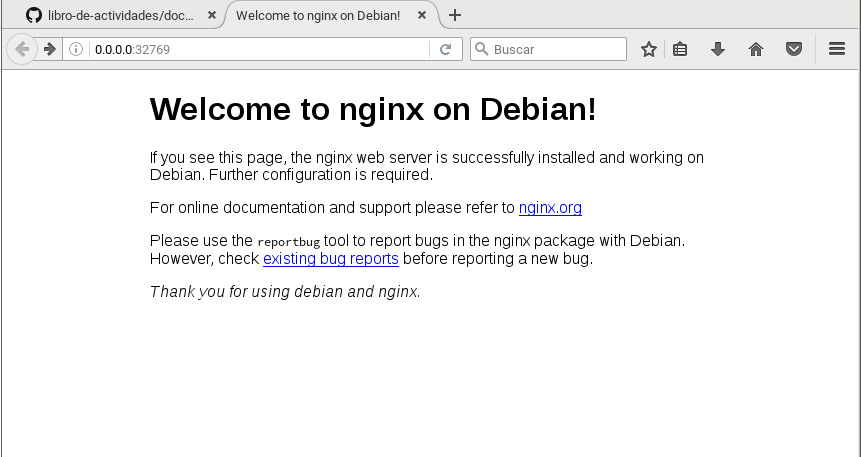 libro-de-actividades/doc...
Welcome to nginx on Debian!
0.0.0.0:32769
Buscar
Welcome to nginx on Debian!
If you see this page, the nginx web server is successfully installed and working on
Debian. Further configuration is required.
For online documentation and support please refer to nginx.org
Please use the reportbug tool to report bugs in the nginx package with Debian.
However, check existing bug reports before reporting a new bug.
Thank you for using debian and nginx.